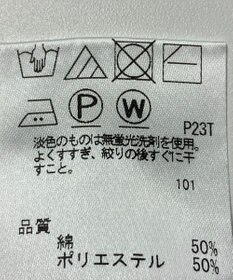 P W
P23T
淡色のものは無蛍光洗剤を使用。
よくすすぎ、絞りの後すぐに干
すこと。
101
品質
綿 50%
ポリエステル 50%